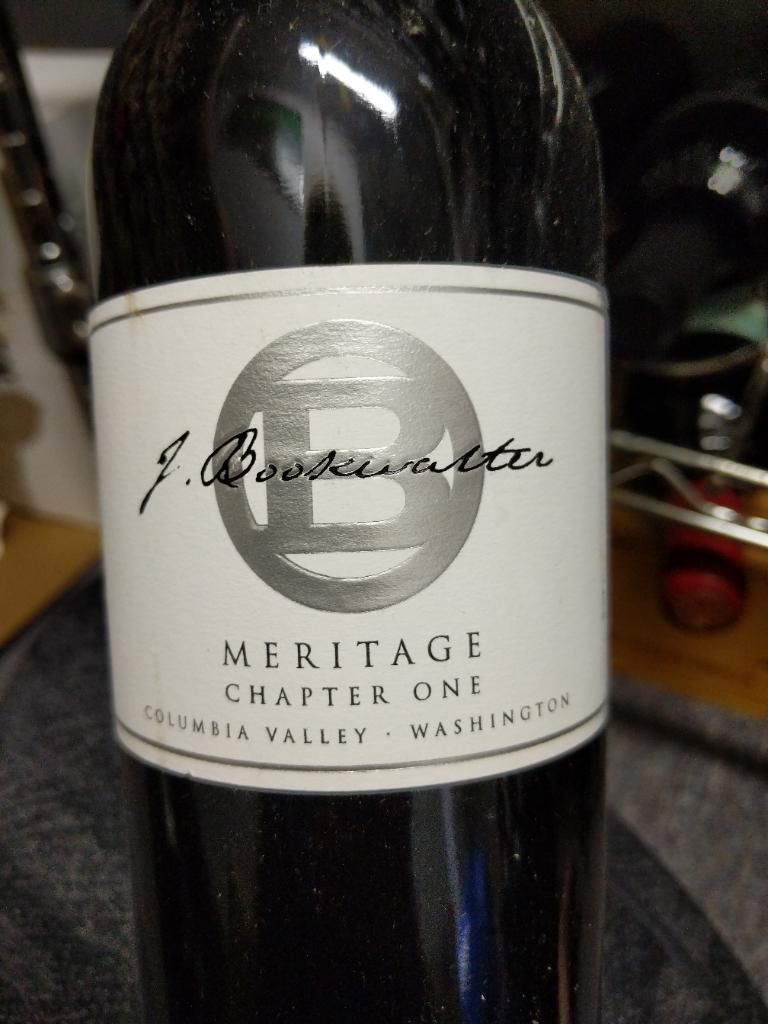 B
J. Bookwalter
MERITAGE
CHAPTER ONE
COLUMBIA VALLEY · WASHINGTON